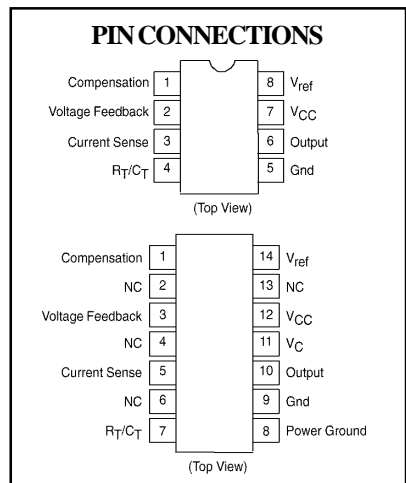 PIN CONNECTIONS
Compensation 1 8 Vref
Voltage Feedback 2 7 VCC
Current Sense 3 6 Output
RT/CT 4 5 Gnd
(Top View)
Compensation 1 14 Vref
NC 2 13 NC
Voltage Feedback 3 12 VCC
NC 4 11 VC
Current Sense 5 10 Output
NC 6 9 Gnd
RT/CT 7 8 Power Ground
(Top View)